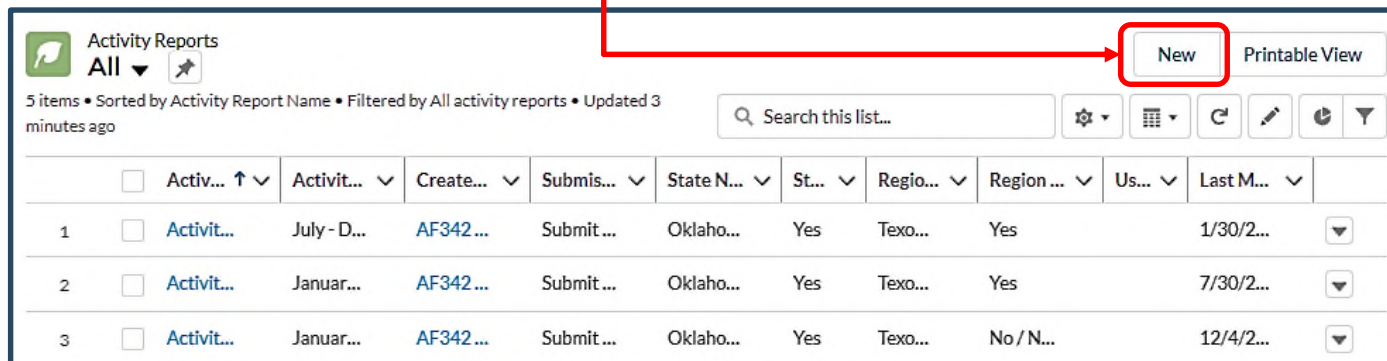 Activity Reports
All
New Printable View
5 items • Sorted by Activity Report Name • Filtered by All activity reports • Updated 3
minutes ago
Search this list...
Activ... Activit... Create... Submis... State N... St... Regio... Region ... Us... Last M...
1 Activit... July - D... AF342 ... Submit ... Oklaho... Yes Texo... Yes 1/30/2...
2 Activit... Januar... AF342 ... Submit ... Oklaho... Yes Texo... Yes 7/30/2...
3 Activit... Januar... AF342 ... Submit ... Oklaho... Yes Texo... No / N... 12/4/2...